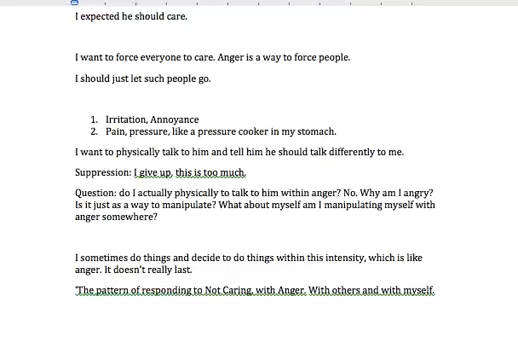 I expected he should care.
I want to force everyone to care. Anger is a way to force people.
I should just let such people go.
1. Irritation, Annoyance
2. Pain, pressure, like a pressure cooker in my stomach.
I want to physically talk to him and tell him he should talk differently to me.
Suppression: I give up, this is too much.
Question: do I actually physically to talk to him within anger? No. Why am I angry?
Is it just as a way to manipulate? What about myself am I manipulating myself with
anger somewhere?
I sometimes do things and decide to do things within this intensity, which is like
anger. It doesn't really last.
'The pattern of responding to Not Caring, with Anger. With others and with myself.